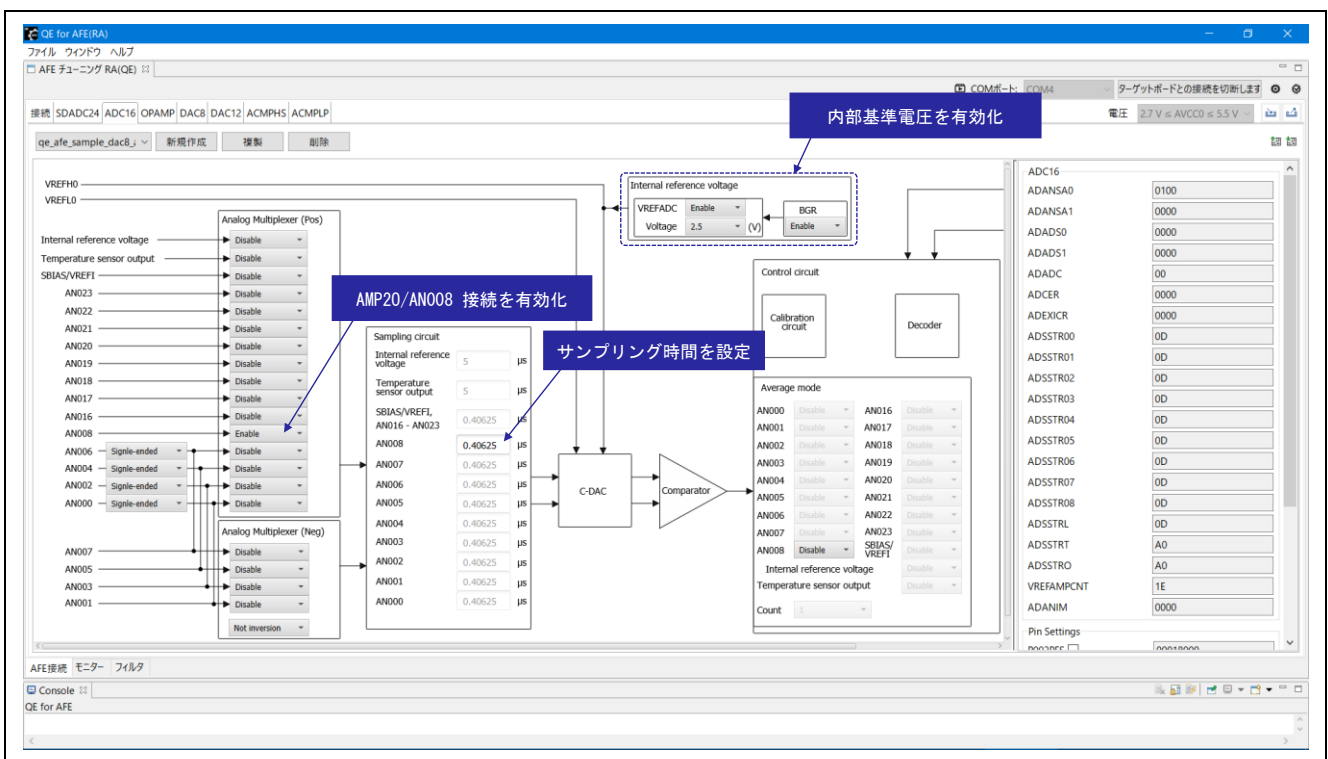 QE for AFE(RA)
ファイル ウィンドウ ヘルプ
AFE チューニング RA(QE)
COMポート: COM4 ターゲットボードとの接続を切断します
接続 SDADC24 ADC16 OPAMP DAC8 DAC12 ACMPHS ACMPLP
電圧 2.7 V ≤ AVCC0 ≤ 5.5 V
内部基準電圧を有効化
qe_afe_sample_dac8_ 新規作成 複製 削除
VREFH0
VREFL0
Internal reference voltage
VREFADC Enable
Voltage 2.5 (V)
BGR
Enable
Analog Multiplexer (Pos)
Internal reference voltage Disable
Temperature sensor output Disable
SBIAS/VREFI Disable
AN023 Disable
AN022 Disable
AN021 Disable
AN020 Disable
AN019 Disable
AN018 Disable
AN017 Disable
AN016 Disable
AN008 Enable
AN006 Signle-ended Disable
AN004 Signle-ended Disable
AN002 Signle-ended Disable
AN000 Signle-ended Disable
Analog Multiplexer (Neg)
AN007 Disable
AN005 Disable
AN003 Disable
AN001 Disable
Not inversion
AMP2O/AN008 接続を有効化
サンプリング時間を設定
Sampling circuit
Internal reference
voltage 5 μs
Temperature
sensor output 5 μs
SBIAS/VREFI,
AN016 - AN023 0.40625 μs
AN008 0.40625 μs
AN007 0.40625 μs
AN006 0.40625 μs
AN005 0.40625 μs
AN004 0.40625 μs
AN003 0.40625 μs
AN002 0.40625 μs
AN001 0.40625 μs
AN000 0.40625 μs
C-DAC
Comparator
Control circuit
Calibration
circuit
Decoder
Average mode
AN000 Disable AN016 Disable
AN001 Disable AN017 Disable
AN002 Disable AN018 Disable
AN003 Disable AN019 Disable
AN004 Disable AN020 Disable
AN005 Disable AN021 Disable
AN006 Disable AN022 Disable
AN007 Disable AN023 Disable
AN008 Disable SBIAS/
VREFI Disable
Internal reference voltage Disable
Temperature sensor output Disable
Count 1
ADC16
ADANSA0 0100
ADANSA1 0000
ADADS0 0000
ADADS1 0000
ADADC 00
ADCER 0000
ADEXICR 0000
ADSSTR00 0D
ADSSTR01 0D
ADSSTR02 0D
ADSSTR03 0D
ADSSTR04 0D
ADSSTR05 0D
ADSSTR06 0D
ADSSTR07 0D
ADSSTR08 0D
ADSSTRL 0D
ADSSTRT A0
ADSSTRO A0
VREFAMPCNT 1E
ADANIM 0000
Pin Settings
AFE接続 モニター フィルタ
Console
QE for AFE